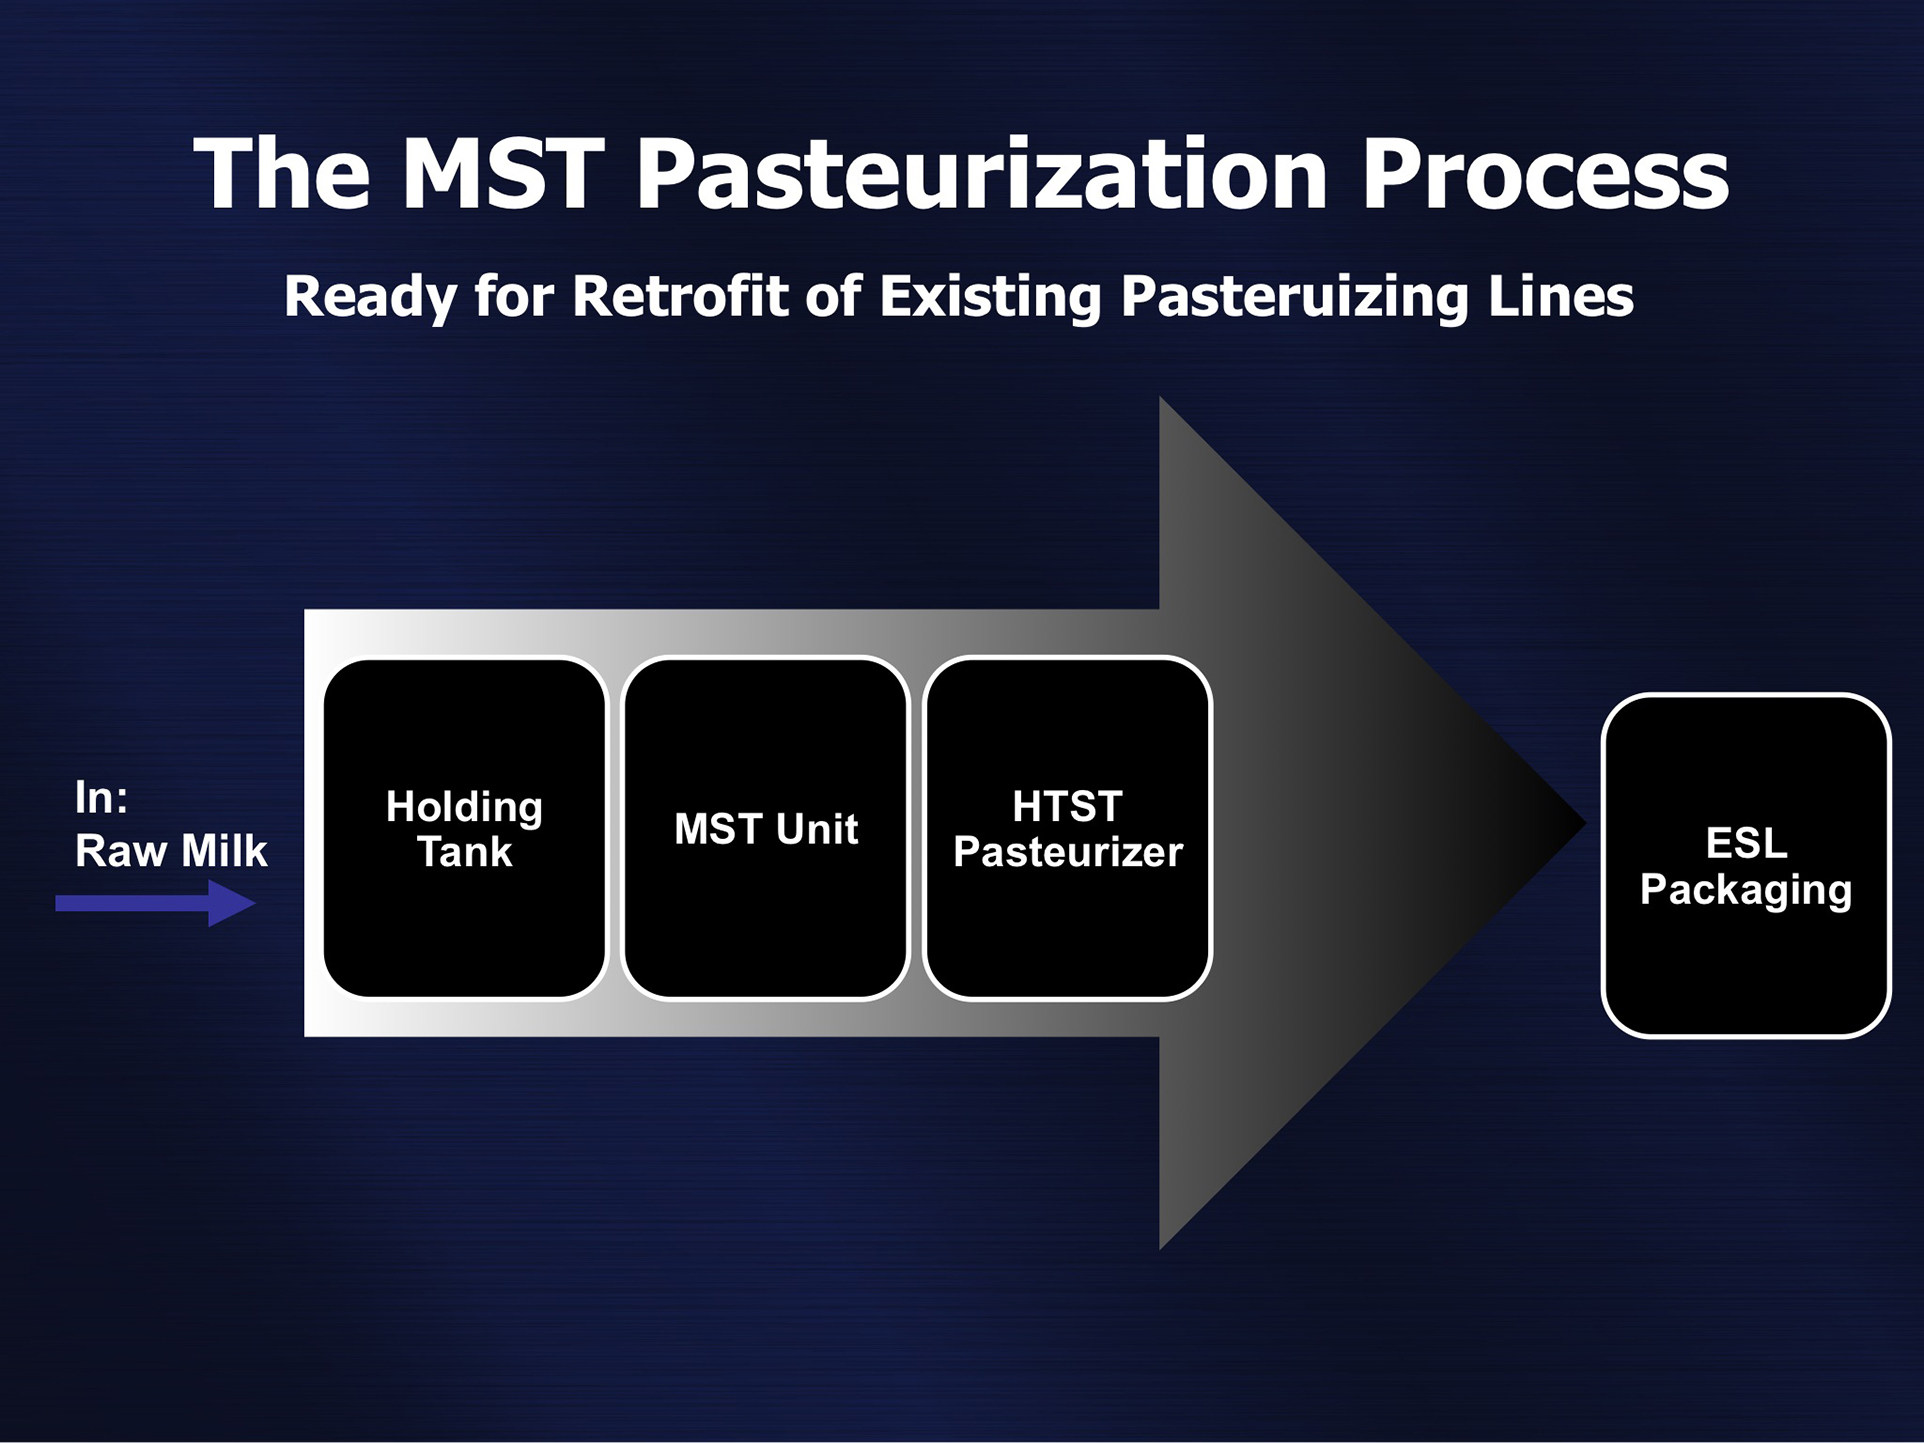 The MST Pasteurization Process
Ready for Retrofit of Existing Pasteruizing Lines
In:
Raw Milk
Holding
Tank
MST Unit
HTST
Pasteurizer
ESL
Packaging